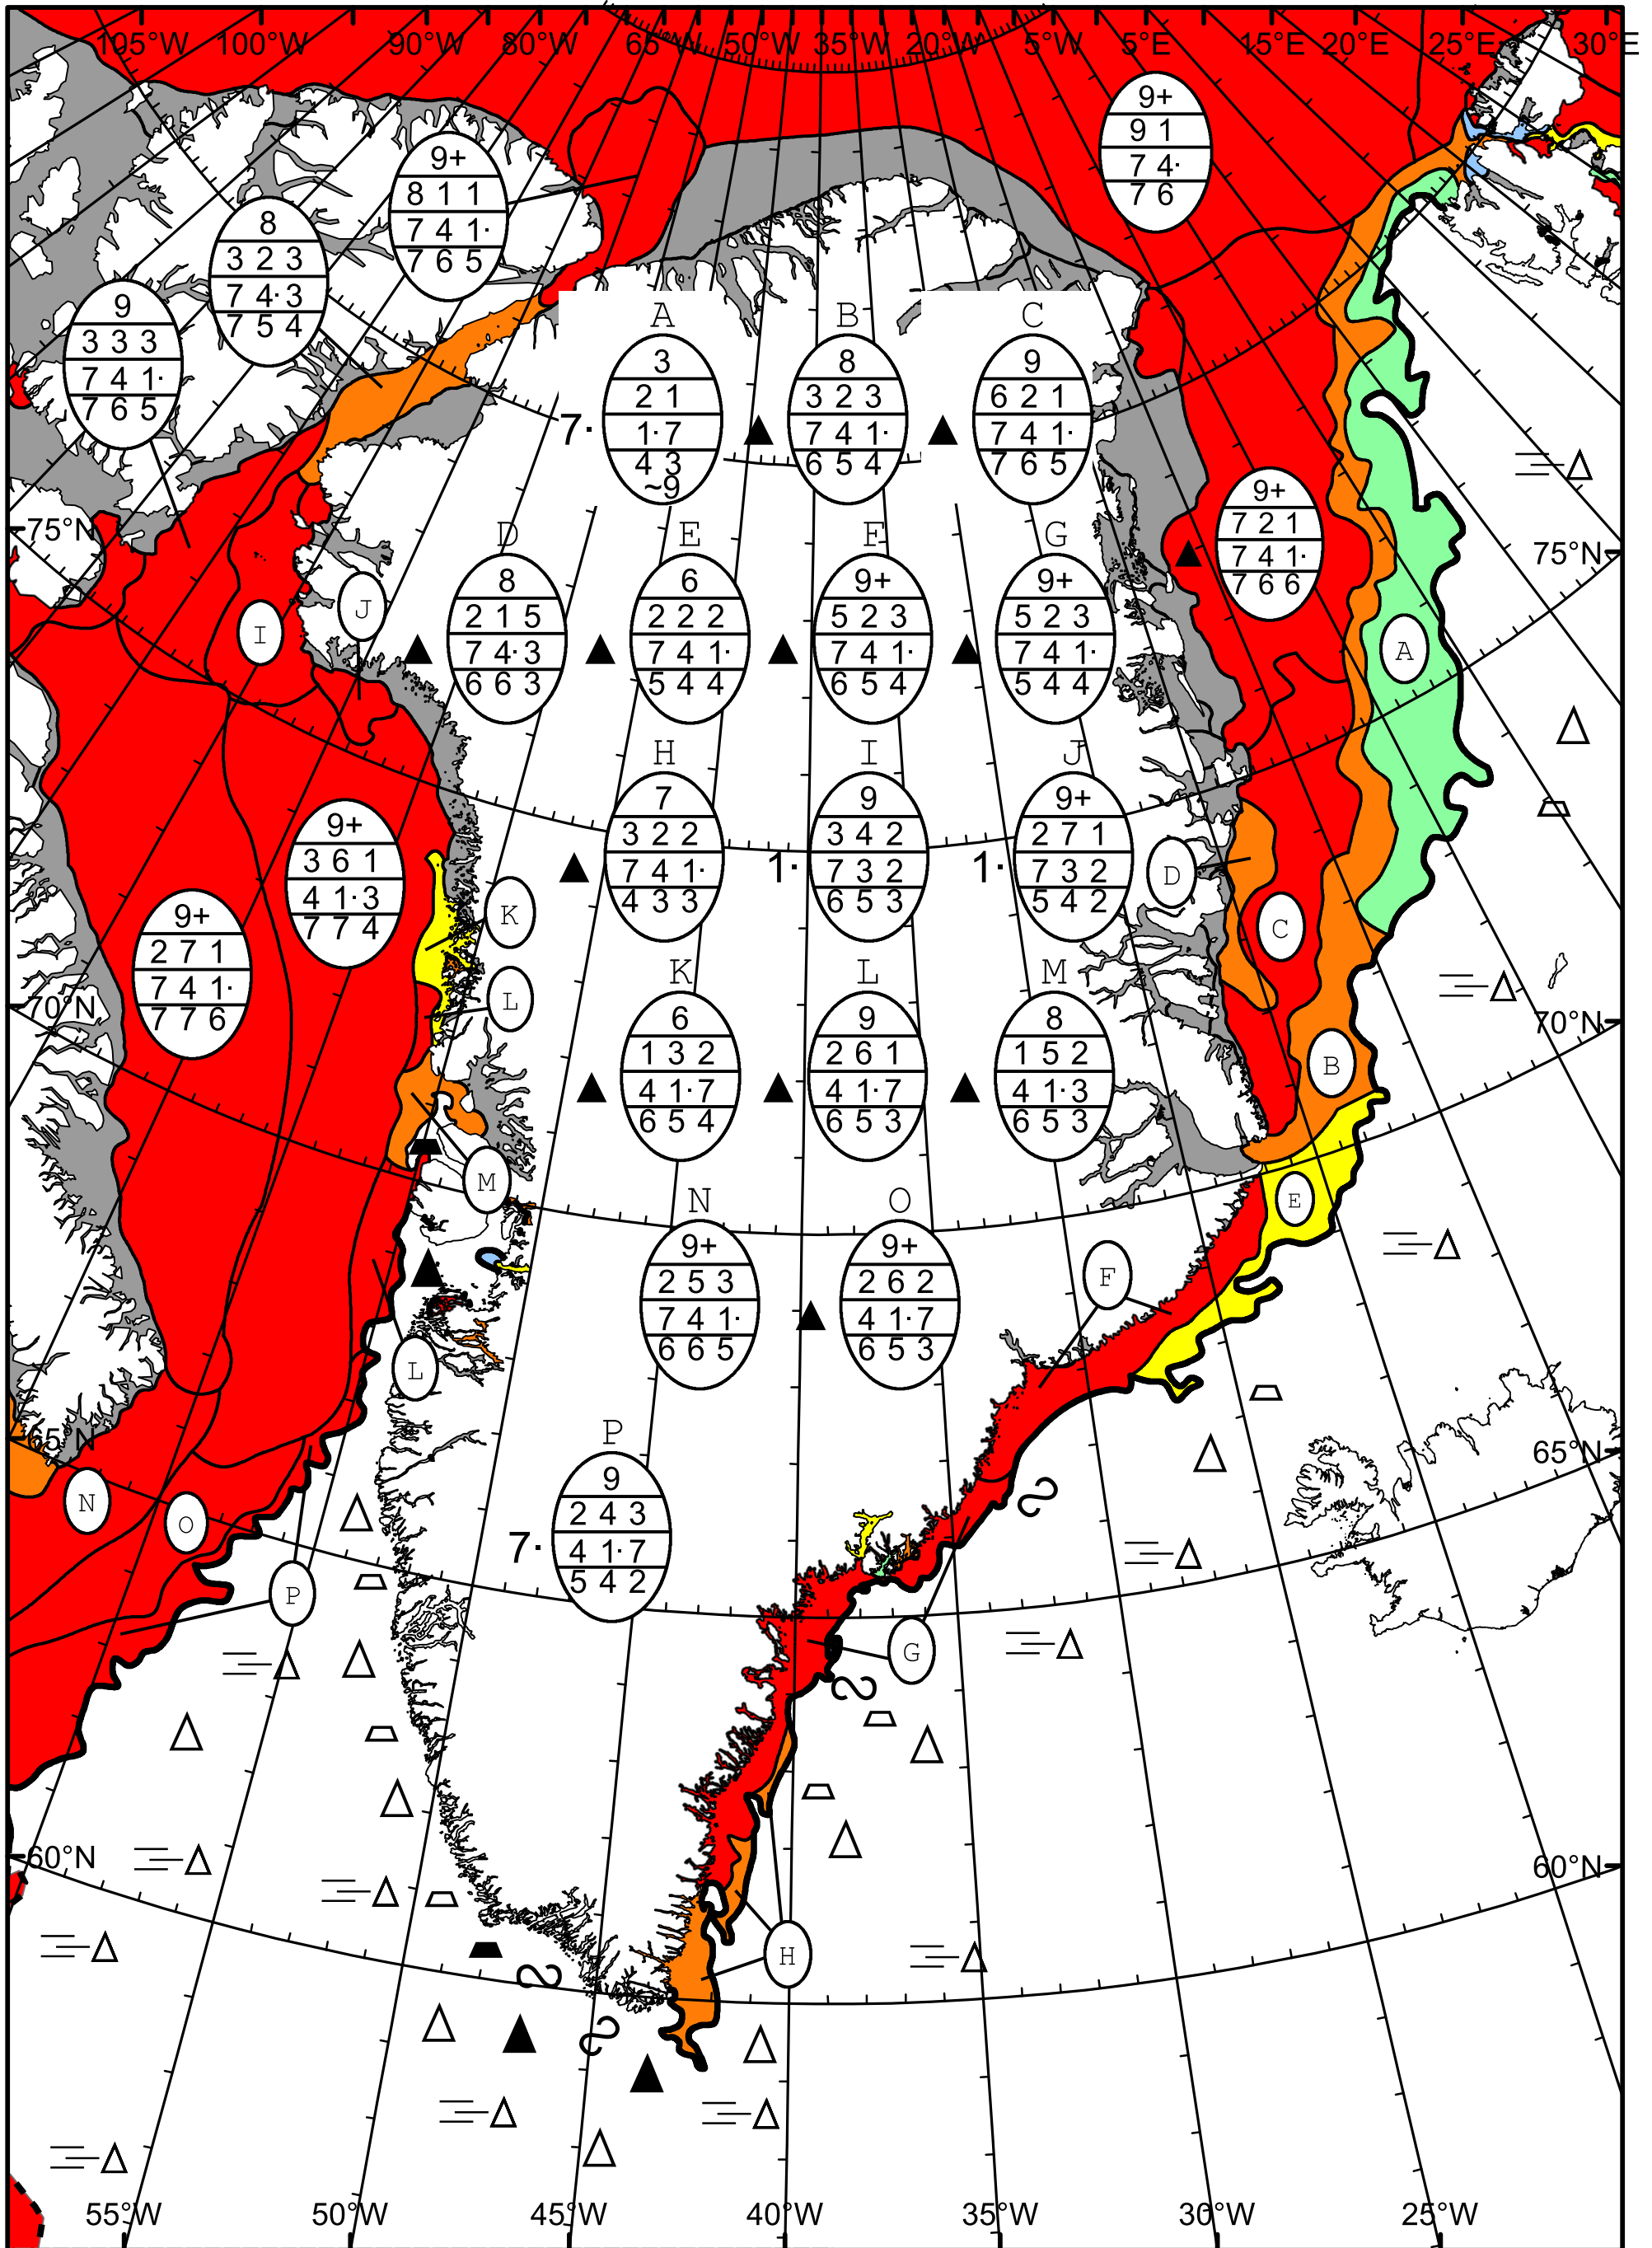 105°W 100°W 90°W 80°W 65°W 50°W 35°W 20°W 5°W 5°E 15°E 20°E 25°E 30°E
9+
9 1
7 4·
7 6
9+
8 1 1
7 4 1·
7 6 5
8
3 2 3
7 4·3
7 5 4
9
3 3 3
7 4 1·
7 6 5
A B C
3
2 1
7· 1·7
4 3
~9
8
3 2 3
7 4 1·
6 5 4
9
6 2 1
7 4 1·
7 6 5
9+
7 2 1
7 4 1·
7 6 6
75°N
75°N
D E F G
8
2 1 5
7 4·3
6 6 3
6
2 2 2
7 4 1·
5 4 4
9+
5 2 3
7 4 1·
6 5 4
9+
5 2 3
7 4 1·
5 4 4
I
J
A
H I J
7
3 2 2
7 4 1·
4 3 3
9
3 4 2
1· 7 3 2
6 5 3
9+
2 7 1
1· 7 3 2
5 4 2
9+
3 6 1
4 1·3
7 7 4
9+
2 7 1
7 4 1·
7 7 6
D
K
C
L
70°N
70°N
K L M
6
1 3 2
4 1·7
6 5 4
9
2 6 1
4 1·7
6 5 3
8
1 5 2
4 1·3
6 5 3
B
M
E
N O
9+
2 5 3
7 4 1·
6 6 5
9+
2 6 2
4 1·7
6 5 3
F
L
65°N
65°N
P
9
2 4 3
7· 4 1·7
5 4 2
N
O
P
G
60°N
60°N
H
55°W 50°W 45°W 40°W 35°W 30°W 25°W